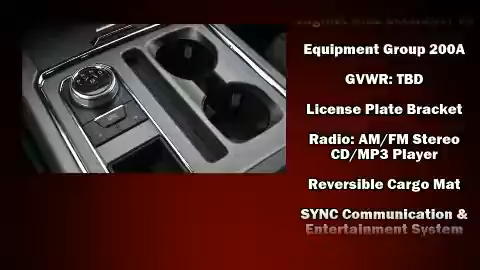 Equipment Group 200A
GVWR: TBD
License Plate Bracket
Radio: AM/FM Stereo
CD/MP3 Player
Reversible Cargo Mat
SYNC Communication &
Entertainment System